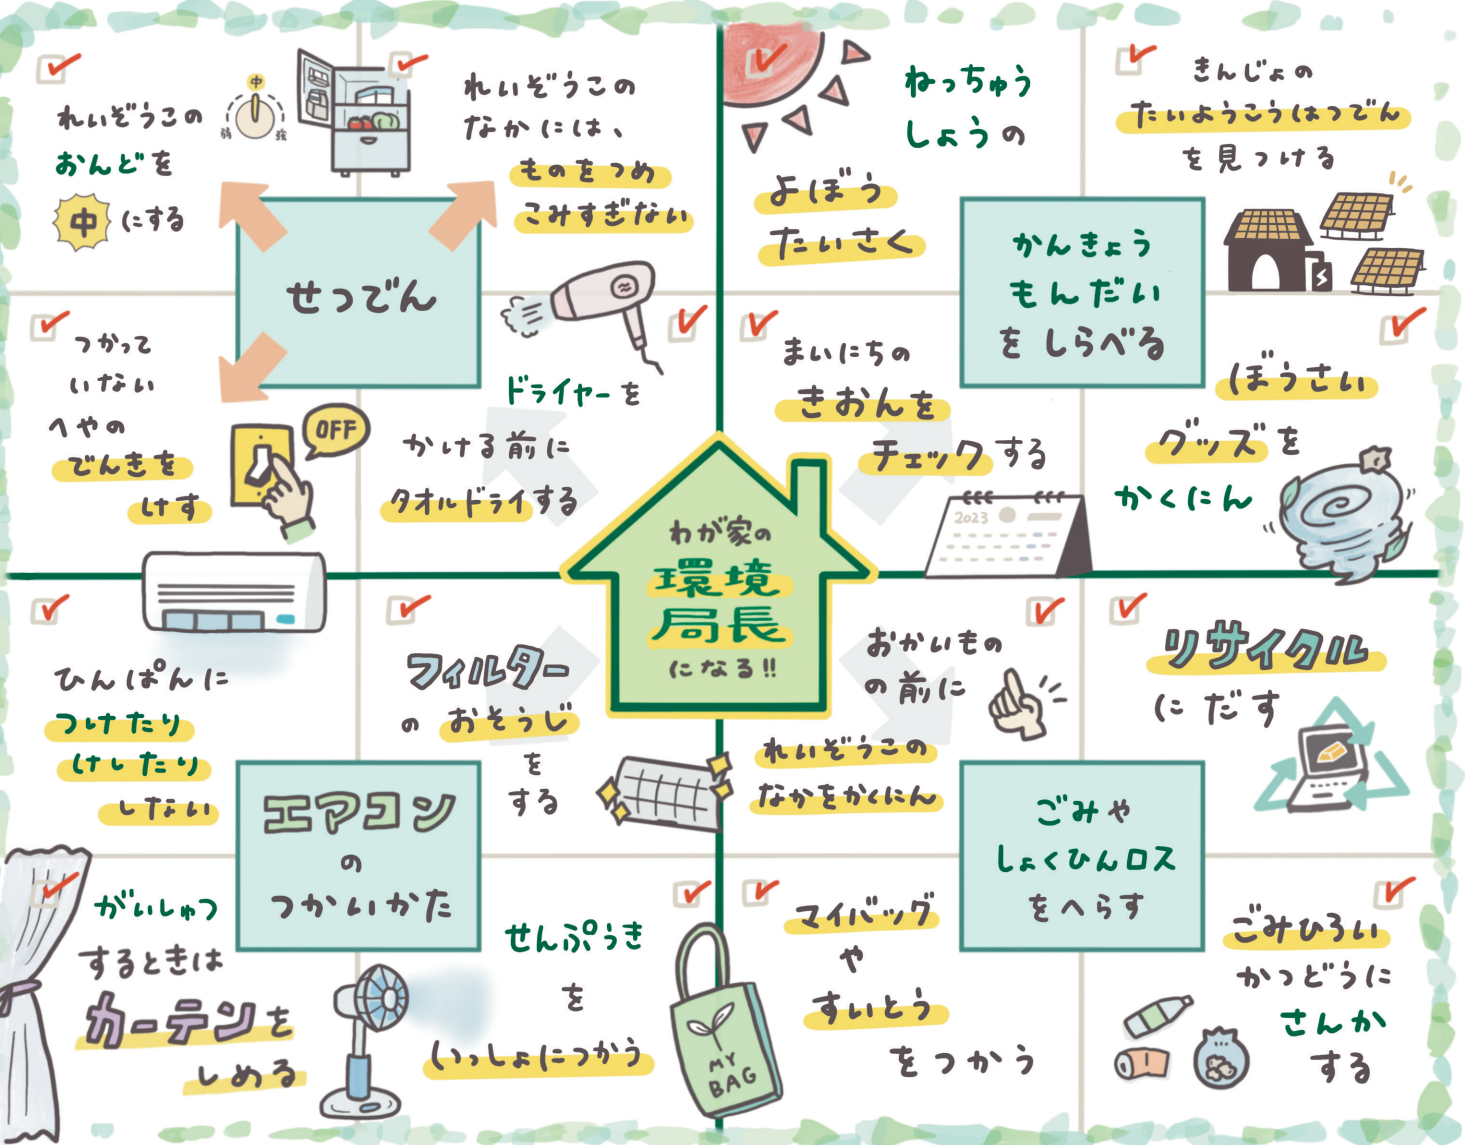 れいぞうこの
おんどを
中にする
弱
中
強
れいぞうこの
なかには、
ものをつめ
こみすぎない
せつでん
つかって
いない
へやの
でんきを
けす
OFF
ドライヤーを
かける前に
タオルドライする
ねっちゅう
しょうの
よぼう
たいさく
きんじょの
たいようこうはつでん
を見つける
かんきょう
もんだい
をしらべる
まいにちの
きおんを
チェックする
2023
ぼうさい
グッズを
かくにん
わが家の
環境
局長
になる!!
ひんぱんに
つけたり
けしたり
しない
フィルター
のおそうじ
を
する
エアコン
の
つかいかた
がいしゅつ
するときは
カーテンを
しめる
せんぷうき
を
いっしょにつかう
おかいもの
の前に
れいぞうこの
なかをかくにん
リサイクル
にだす
ごみや
しょくひんロス
をへらす
マイバッグ
や
すいとう
をつかう
MY
BAG
ごみひろい
かつどうに
さんか
する